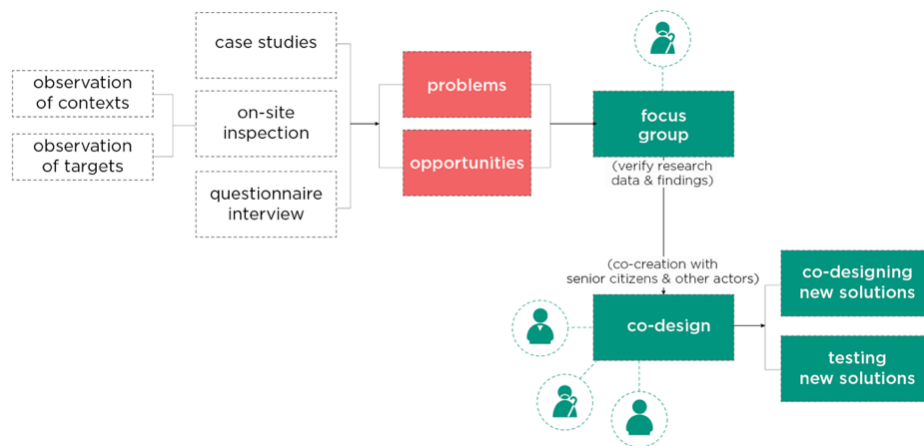 case studies
observation
of contexts
observation
of targets
on-site
inspection
questionnaire
interview
problems
opportunities
focus
group
(verify research
data & findings)
(co-creation with
senior citizens & other actors)
co-design
co-designing
new solutions
testing
new solutions